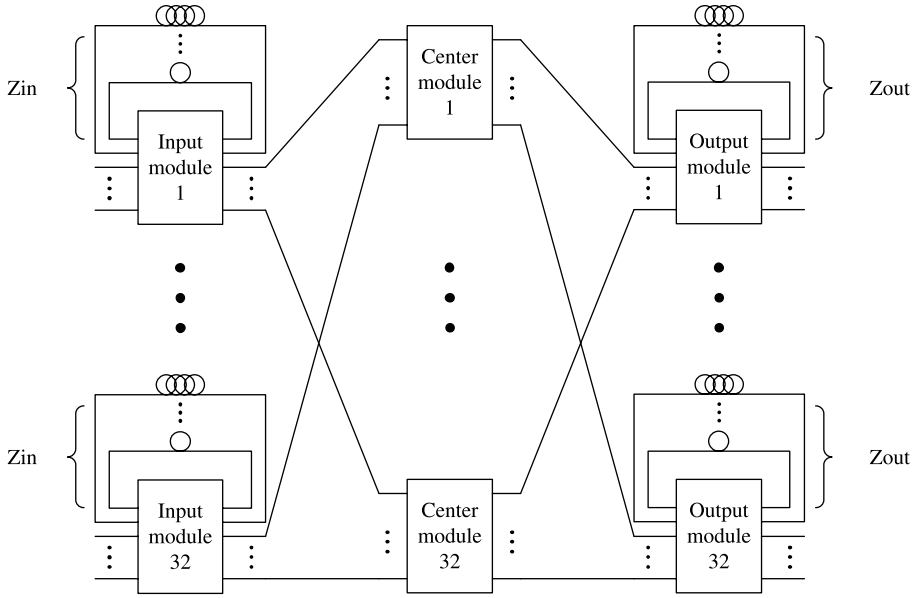 Zin
Input
module
1
Center
module
1
Output
module
1
Zout
Zin
Input
module
32
Center
module
32
Output
module
32
Zout